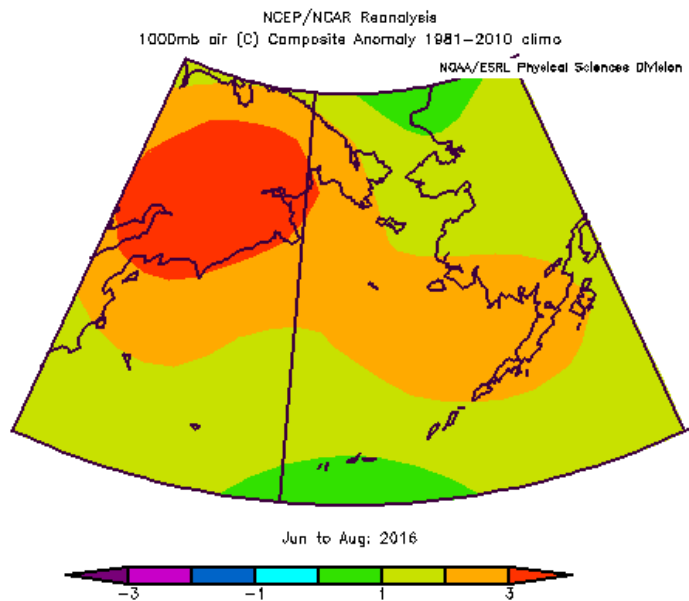 NCEP/NCAR Reanalysis
1000mb air (C) Composite Anomaly 1981-2010 climo
NOAA/ESRL Physical Sciences Division
Jun to Aug: 2016
-3 -1 1 3